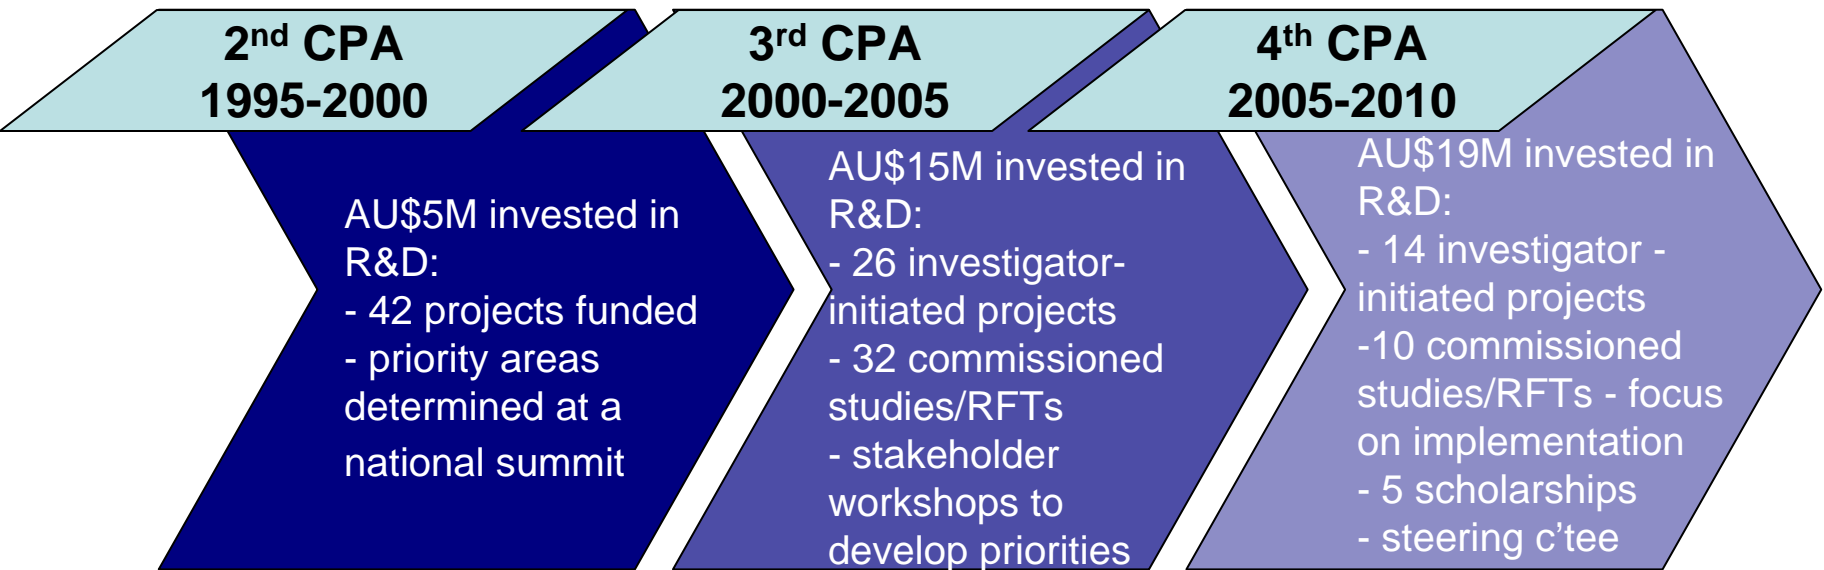 2nd CPA
1995-2000
AU$5M invested in
R&D:
- 42 projects funded
- priority areas
determined at a
national summit
3rd CPA
2000-2005
AU$15M invested in
R&D:
- 26 investigator-
initiated projects
- 32 commissioned
studies/RFTs
- stakeholder
workshops to
develop priorities
4th CPA
2005-2010
AU$19M invested in
R&D:
- 14 investigator -
initiated projects
-10 commissioned
studies/RFTs - focus
on implementation
- 5 scholarships
- steering c'tee